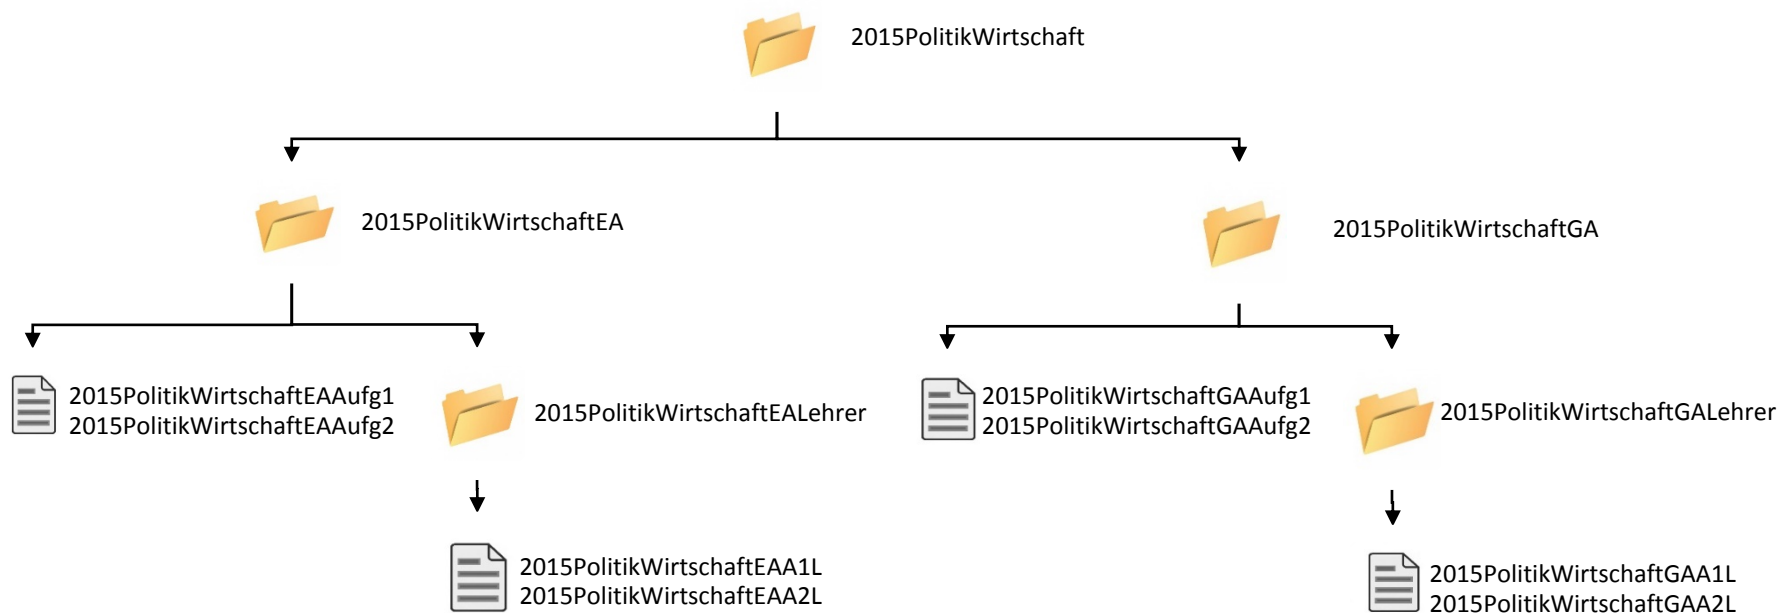 2015PolitikWirtschaft
2015PolitikWirtschaftEA
2015PolitikWirtschaftGA
2015PolitikWirtschaftEAAufg1
2015PolitikWirtschaftEAAufg2
2015PolitikWirtschaftEALehrer
2015PolitikWirtschaftGAAufg1
2015PolitikWirtschaftGAAufg2
2015PolitikWirtschaftGALehrer
2015PolitikWirtschaftEAA1L
2015PolitikWirtschaftEAA2L
2015PolitikWirtschaftGAA1L
2015PolitikWirtschaftGAA2L